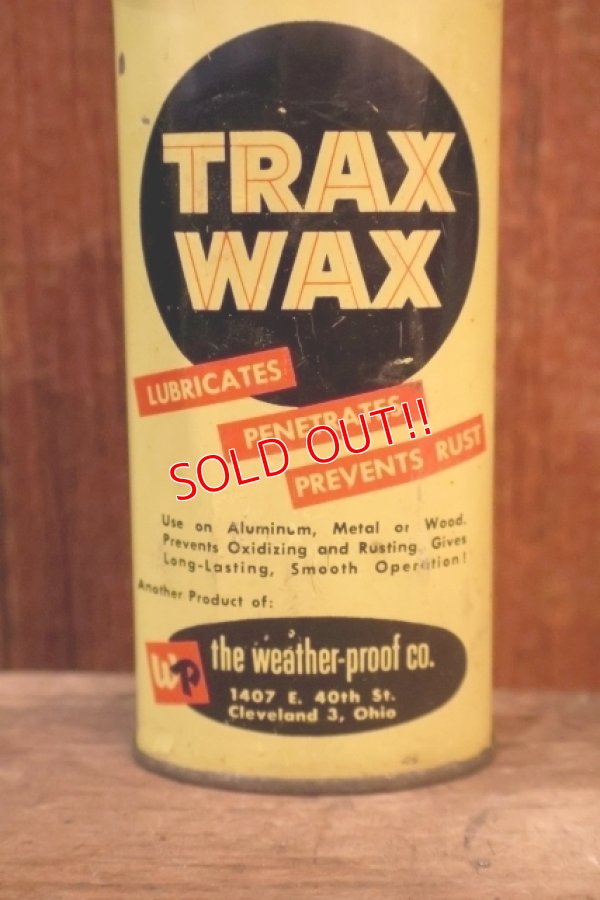 TRAX
WAX
LUBRICATES
PENETRATES
SOLD OUT!!
PREVENTS RUST
Use on Aluminum, Metal or Wood.
Prevents Oxidizing and Rusting. Gives
Long-Lasting, Smooth Operation!
Another Product of:
WP
the weather-proof co.
1407 E. 40th St.
Cleveland 3, Ohio